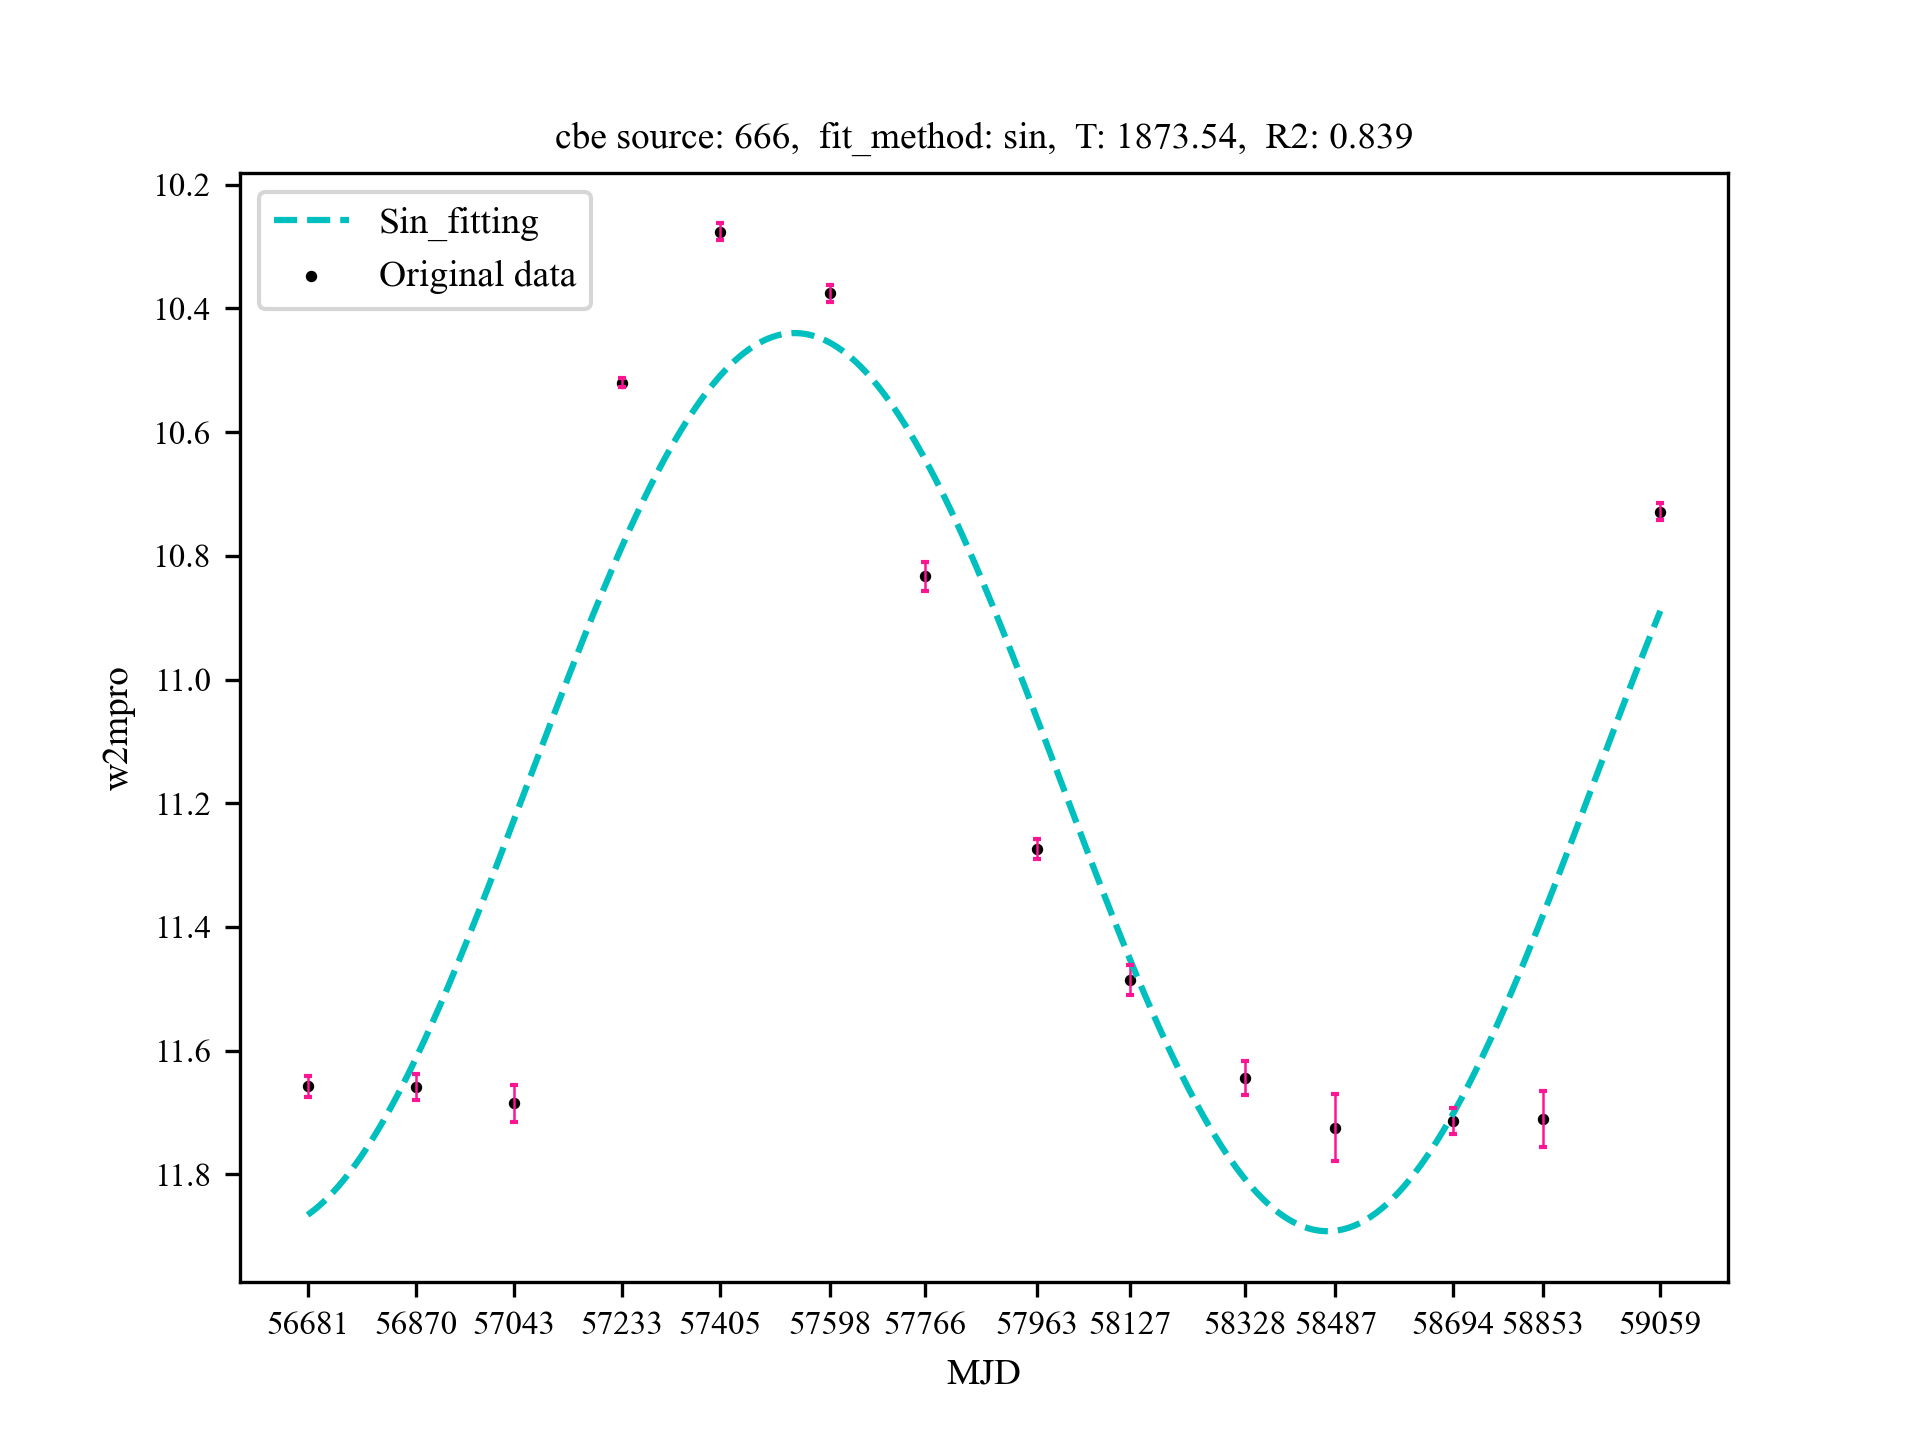 cbe source: 666,  fit_method: sin,  T: 1873.54,  R2: 0.839
Sin_fitting
Original data
10.2
10.4
10.6
10.8
11.0
11.2
11.4
11.6
11.8
w2mpro
56681 56870 57043 57233 57405 57598 57766 57963 58127 58328 58487 58694 58853 59059
MJD